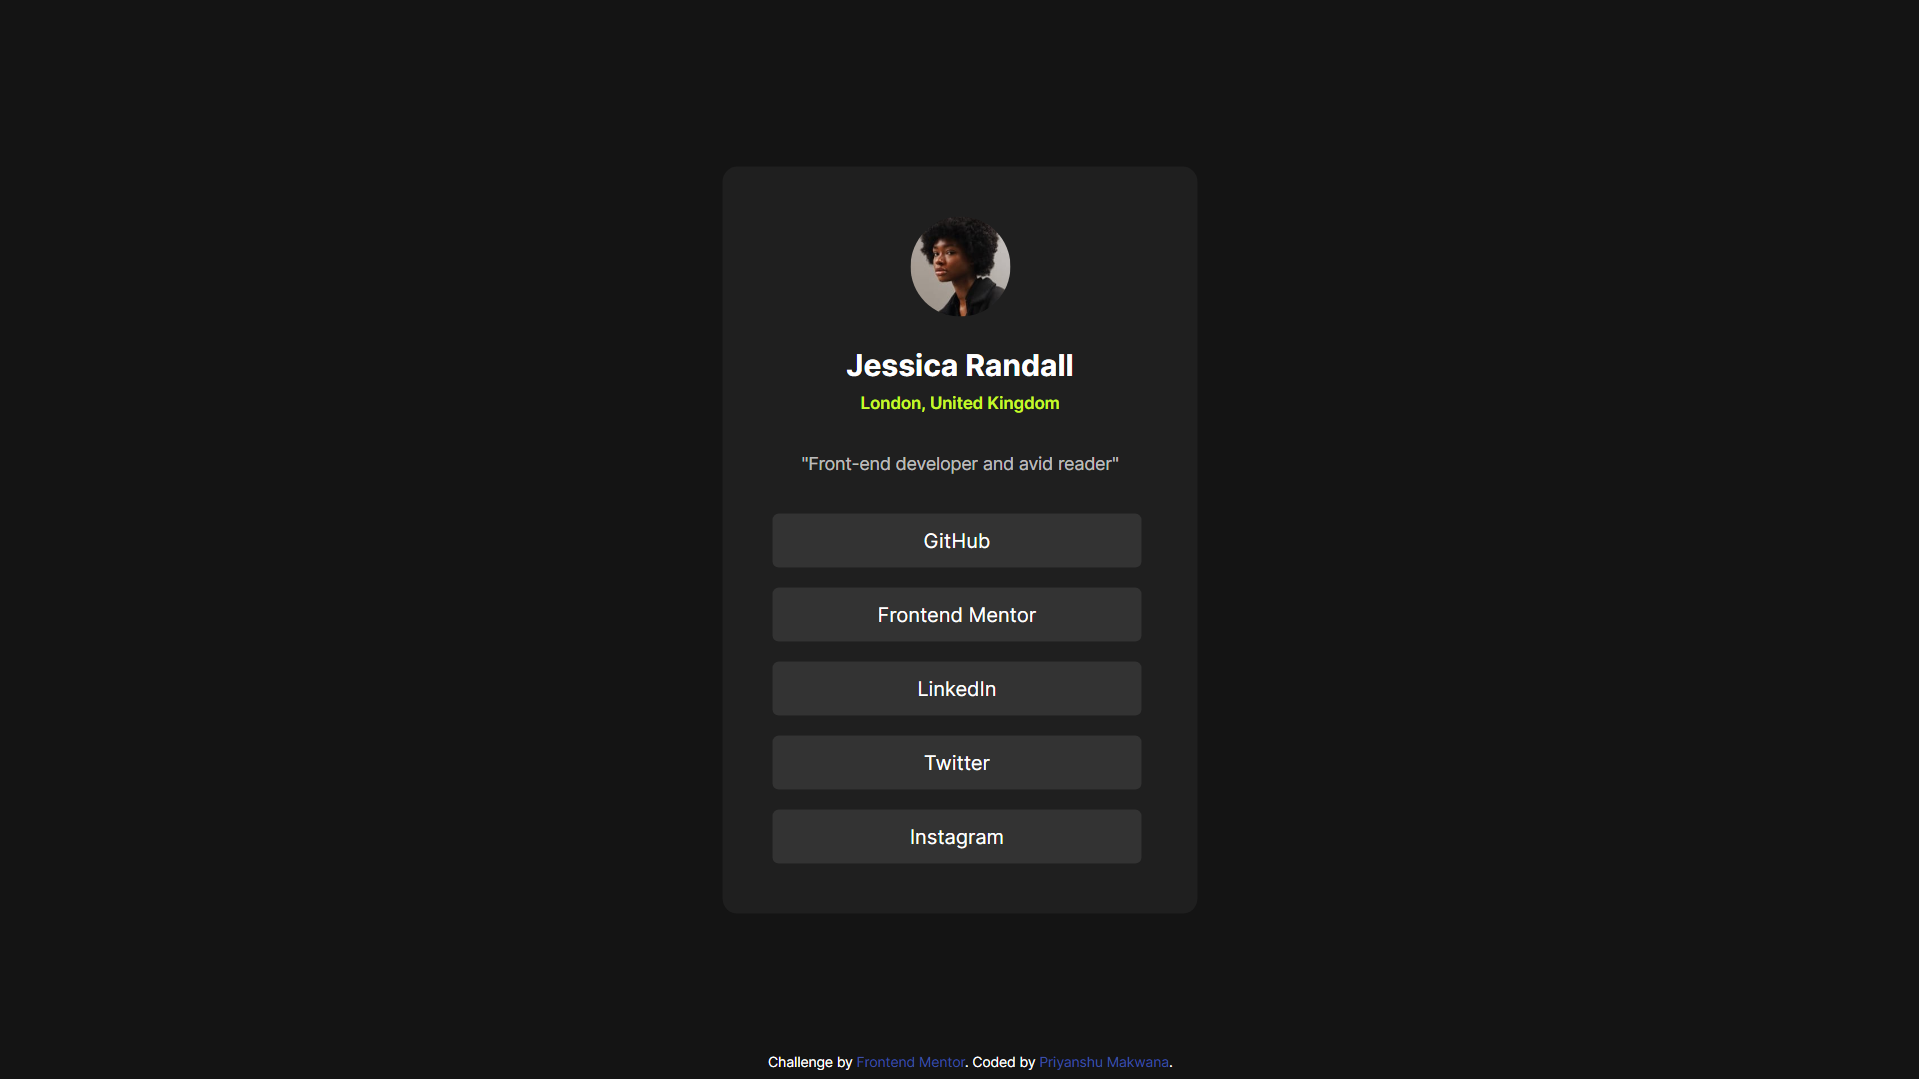 Jessica Randall
London, United Kingdom
"Front-end developer and avid reader"
GitHub
Frontend Mentor
LinkedIn
Twitter
Instagram
Challenge by Frontend Mentor. Coded by Priyanshu Makwana.